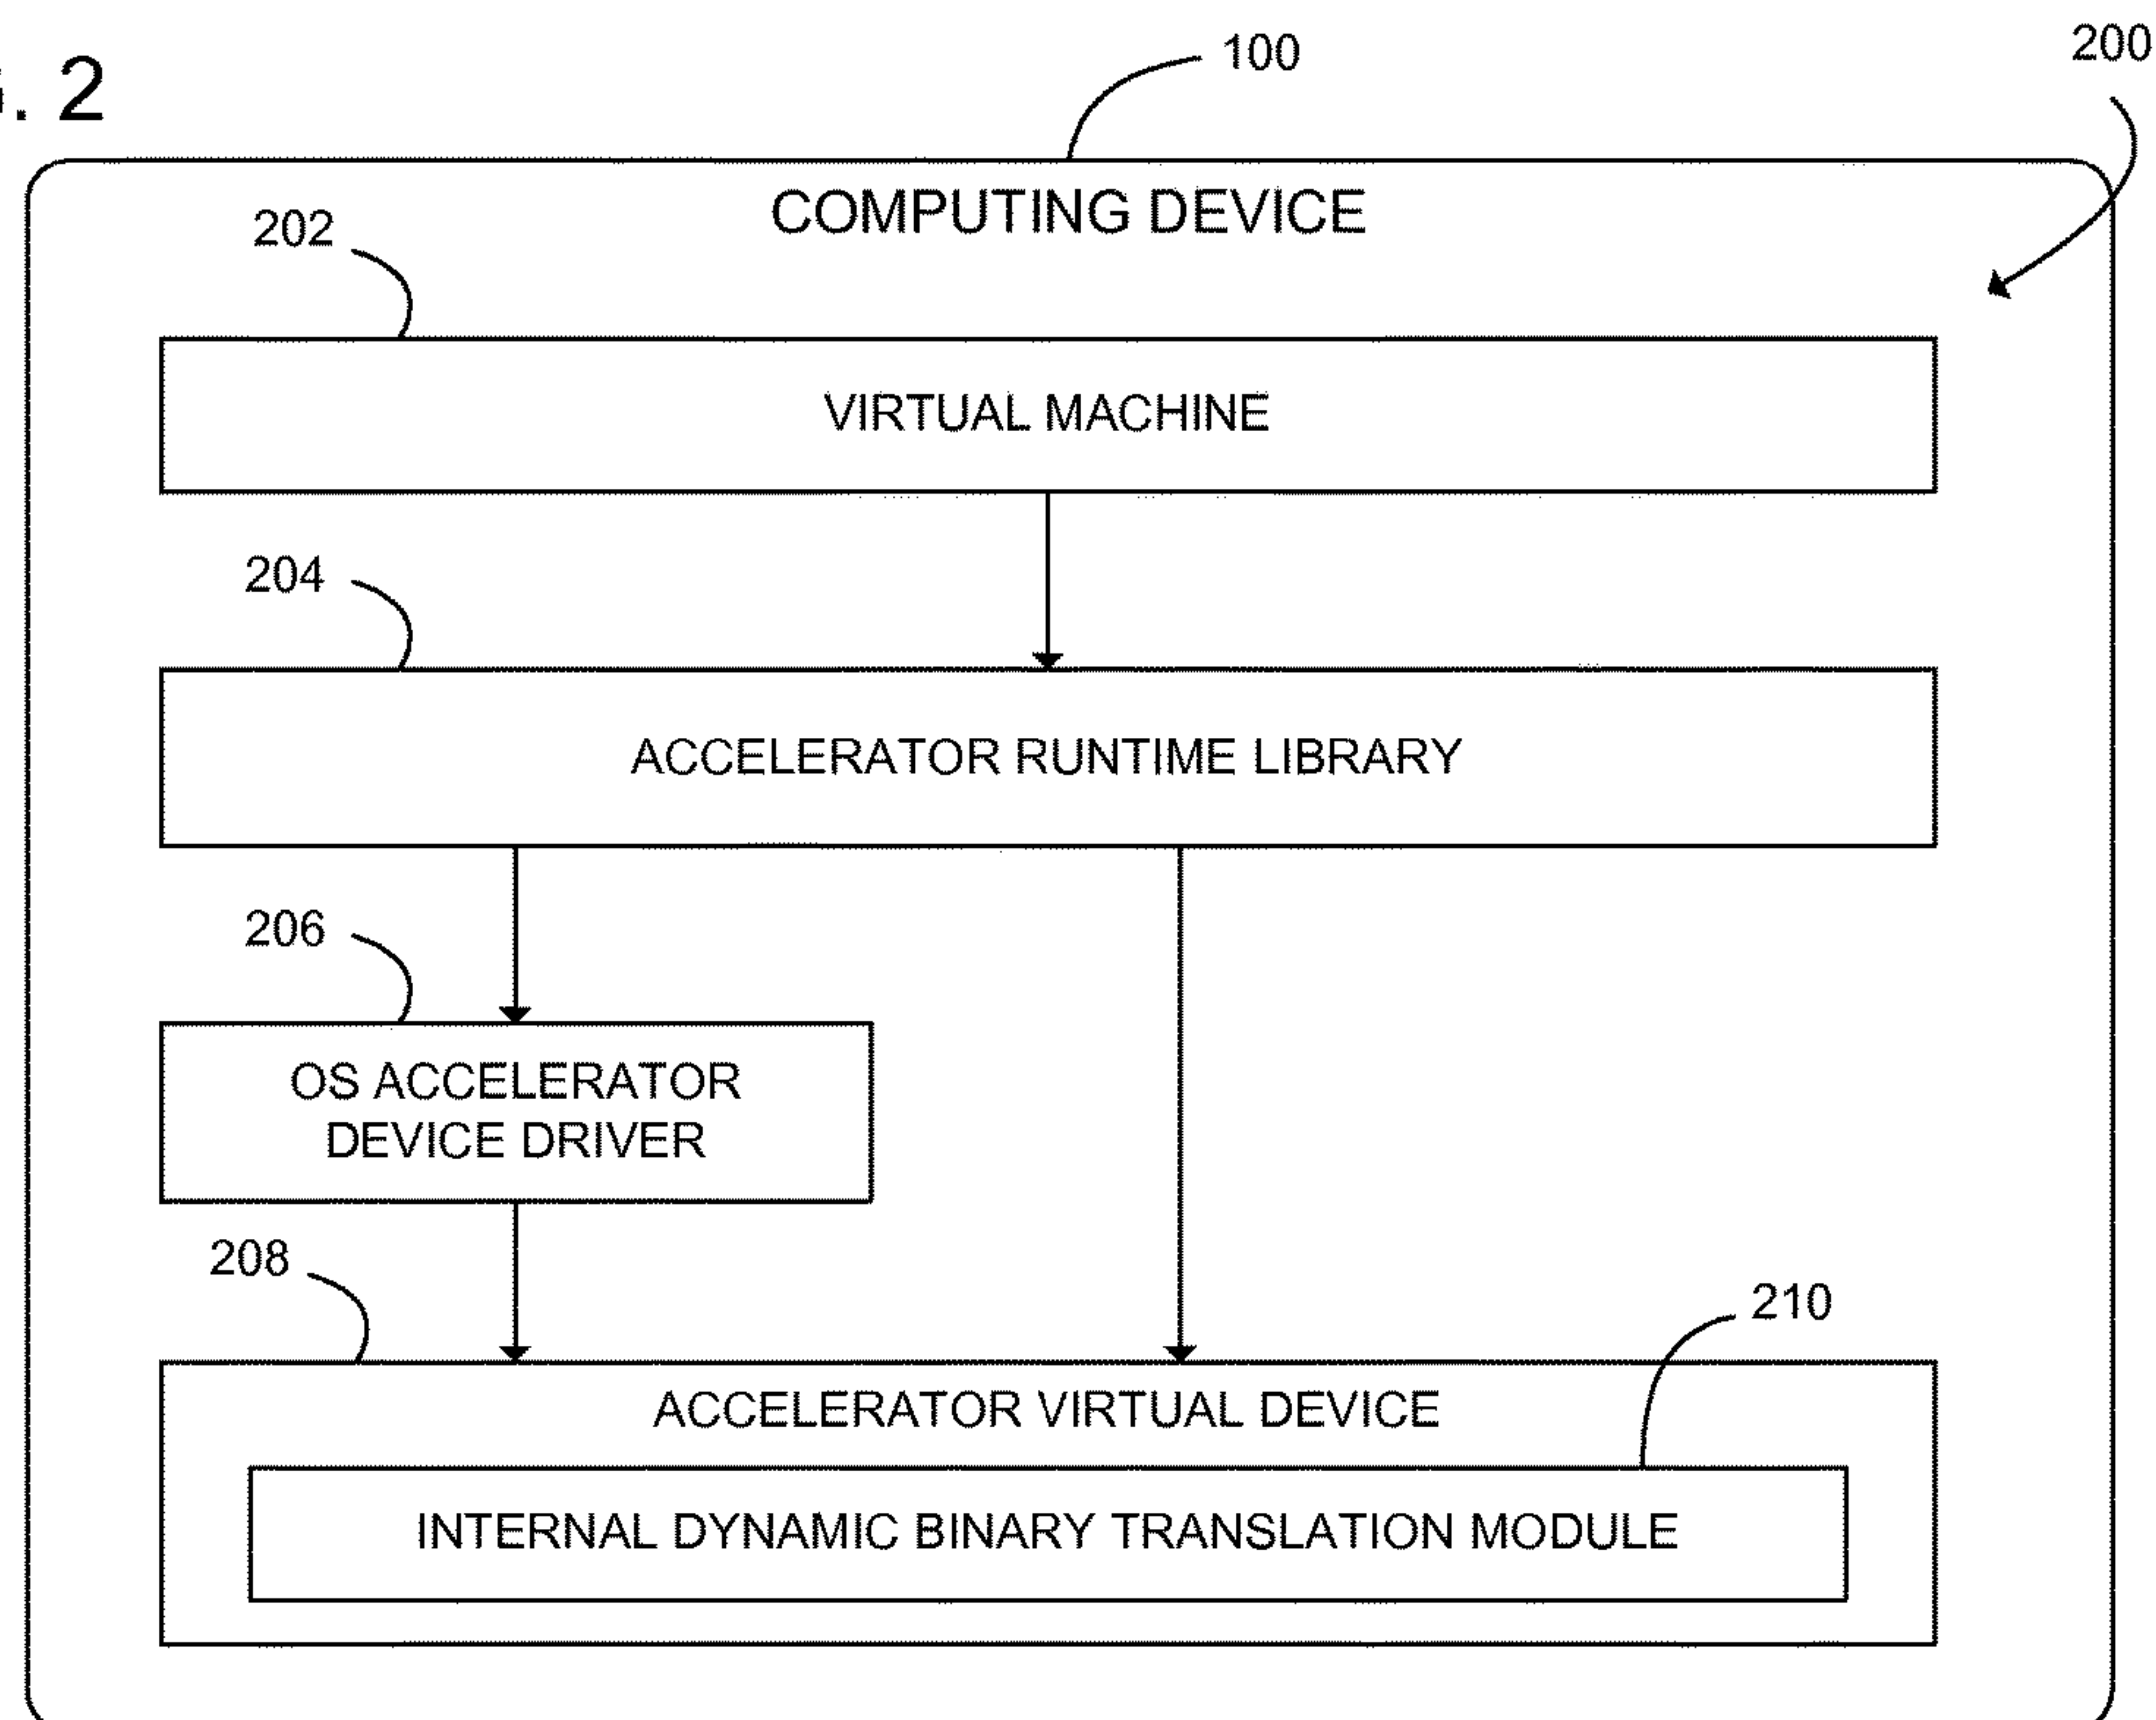 . 2
100
200
COMPUTING DEVICE
202
VIRTUAL MACHINE
204
ACCELERATOR RUNTIME LIBRARY
206
OS ACCELERATOR
DEVICE DRIVER
208
210
ACCELERATOR VIRTUAL DEVICE
INTERNAL DYNAMIC BINARY TRANSLATION MODULE